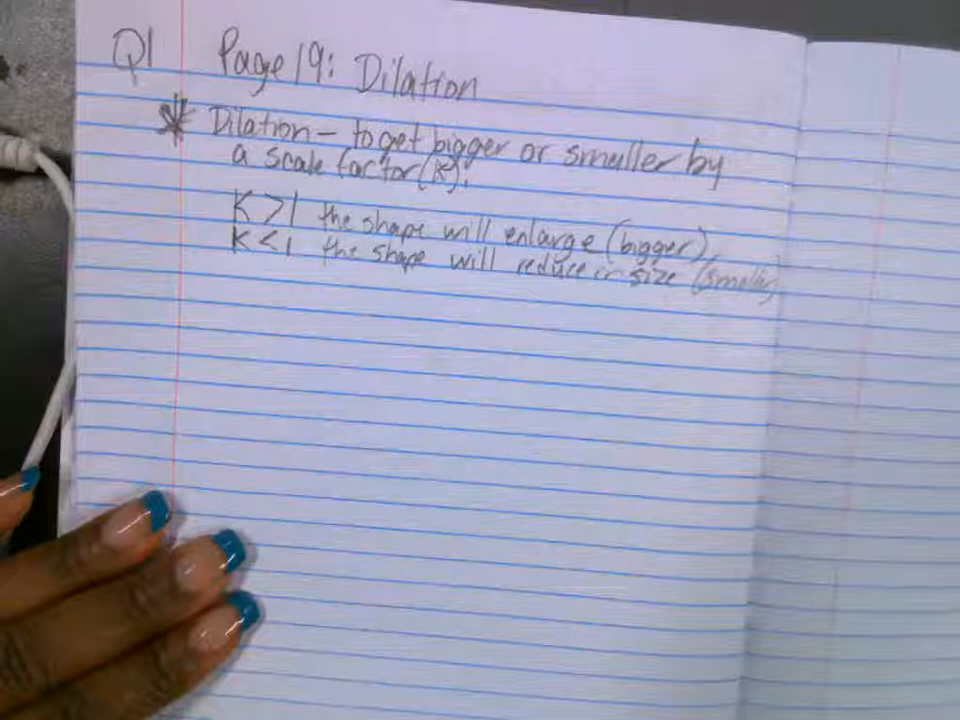 Q1 Page 19: Dilation
* Dilation - to get bigger or smaller by
a scale factor (K).
K > 1 the shape will enlarge (bigger),
K < 1 the shape will reduce in size (smaller)